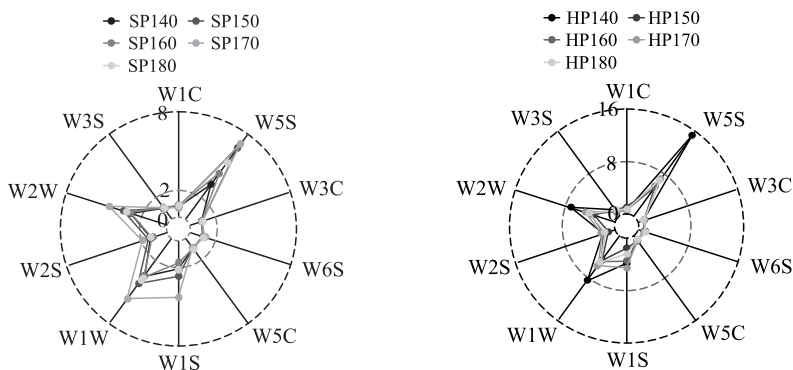 SP140 SP150
SP160 SP170
SP180
W1C
8
W3S
W5S
W2W
2
W3C
0
W2S
W6S
W1W
W5C
W1S
HP140 HP150
HP160 HP170
HP180
W1C
16
W3S
W5S
8
W2W
W3C
0
W2S
W6S
W1W
W5C
W1S